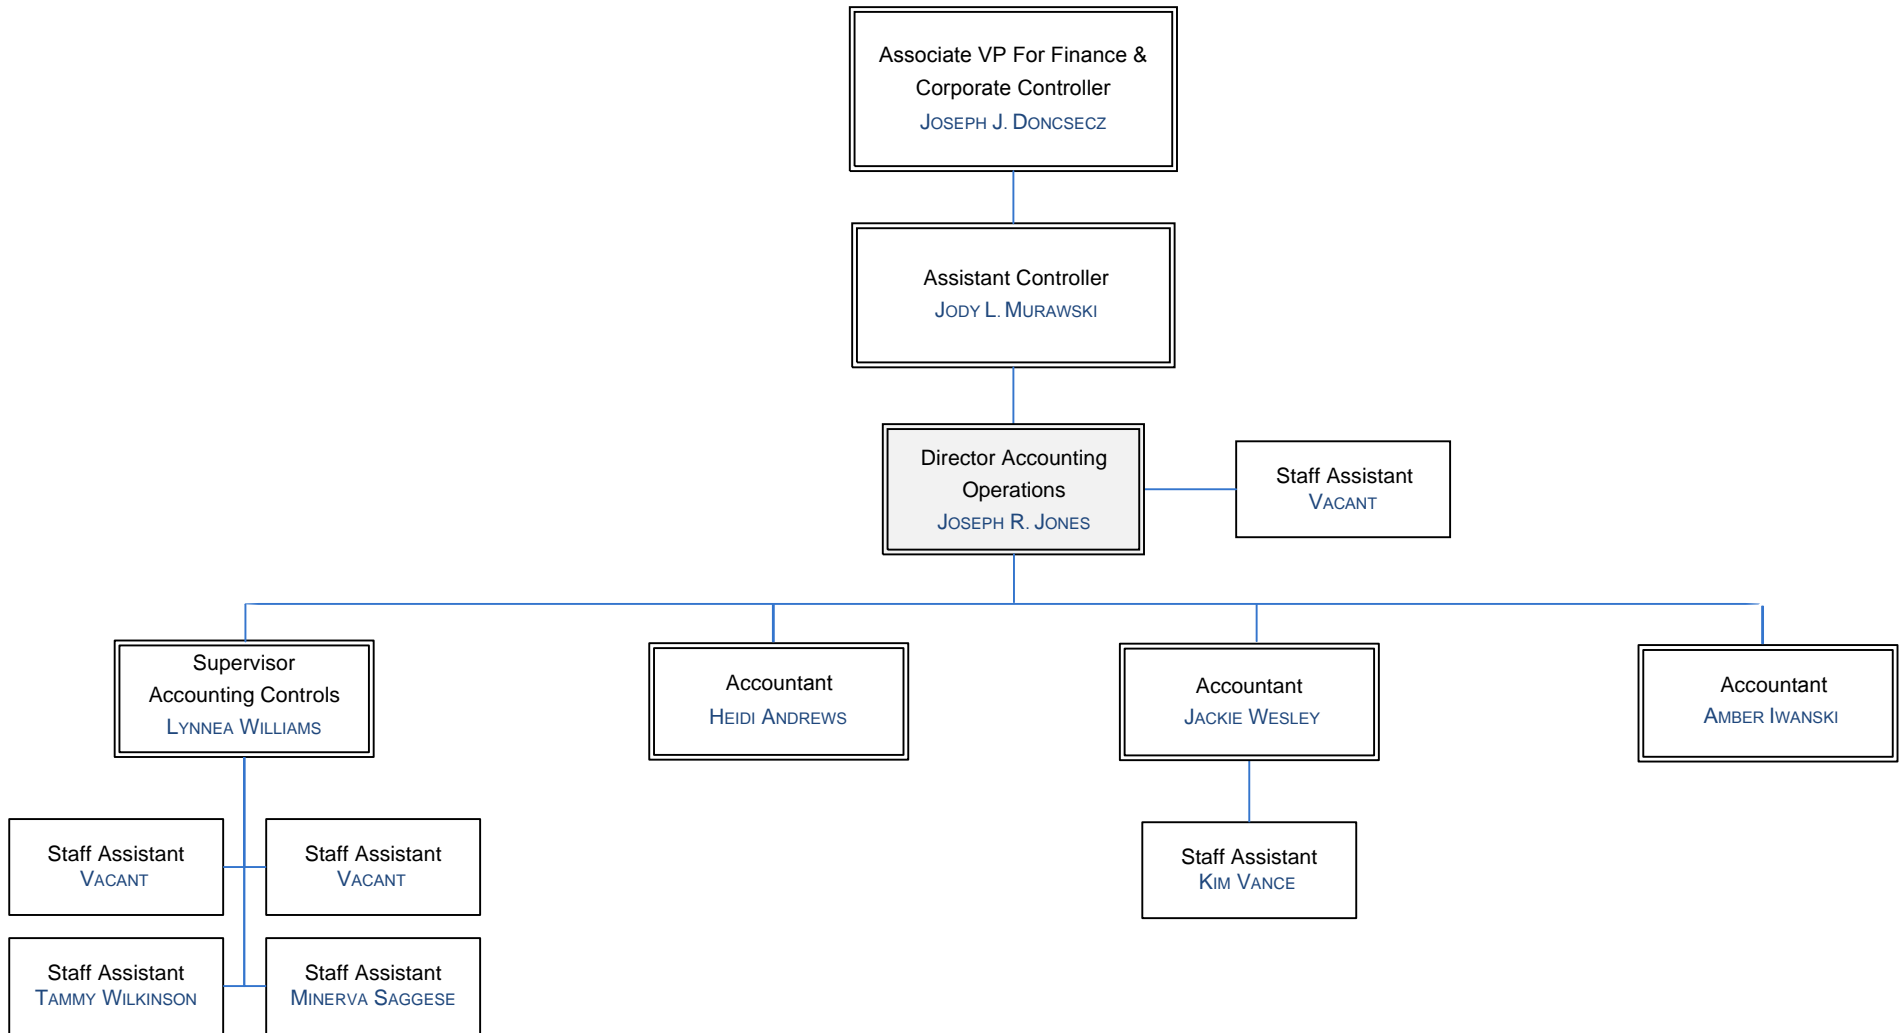 Associate VP For Finance &
Corporate Controller
JOSEPH J. DONCSECZ
Assistant Controller
JODY L. MURAWSKI
Director Accounting
Operations
JOSEPH R. JONES
Staff Assistant
VACANT
Supervisor
Accounting Controls
LYNNEA WILLIAMS
Accountant
HEIDI ANDREWS
Accountant
JACKIE WESLEY
Accountant
AMBER IWANSKI
Staff Assistant
VACANT
Staff Assistant
VACANT
Staff Assistant
KIM VANCE
Staff Assistant
TAMMY WILKINSON
Staff Assistant
MINERVA SAGGESE